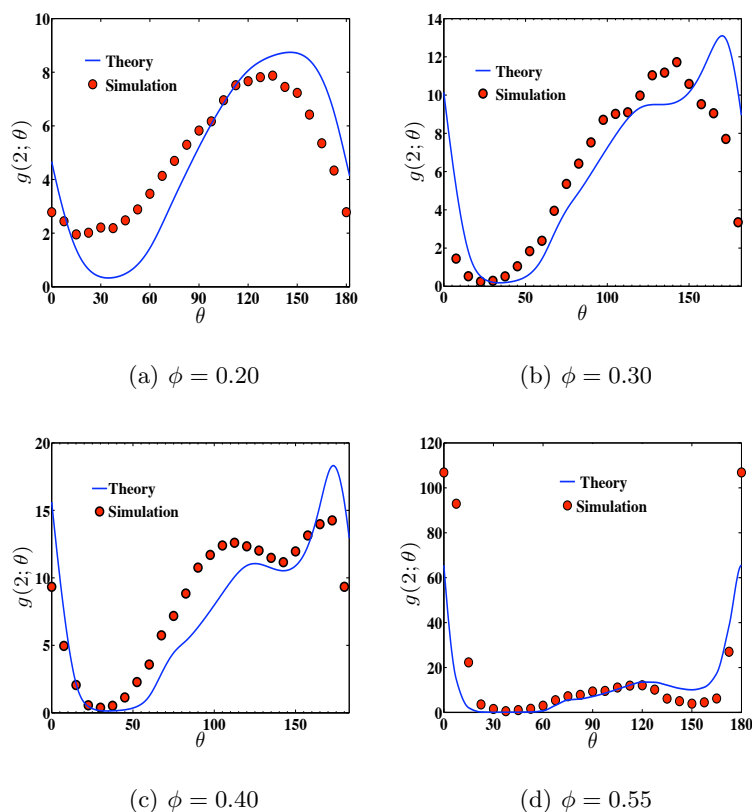 10
8
6
4
2
0
g(2; θ)
Theory
Simulation
0 30 60 90 120 150 180
θ
(a) ϕ = 0.20
14
12
10
8
6
4
2
0
g(2; θ)
Theory
Simulation
0 50 100 150
θ
(b) ϕ = 0.30
20
15
10
5
0
g(2; θ)
Theory
Simulation
0 50 100 150
θ
(c) ϕ = 0.40
120
100
80
60
40
20
0
g(2; θ)
Theory
Simulation
0 30 60 90 120 150 180
θ
(d) ϕ = 0.55